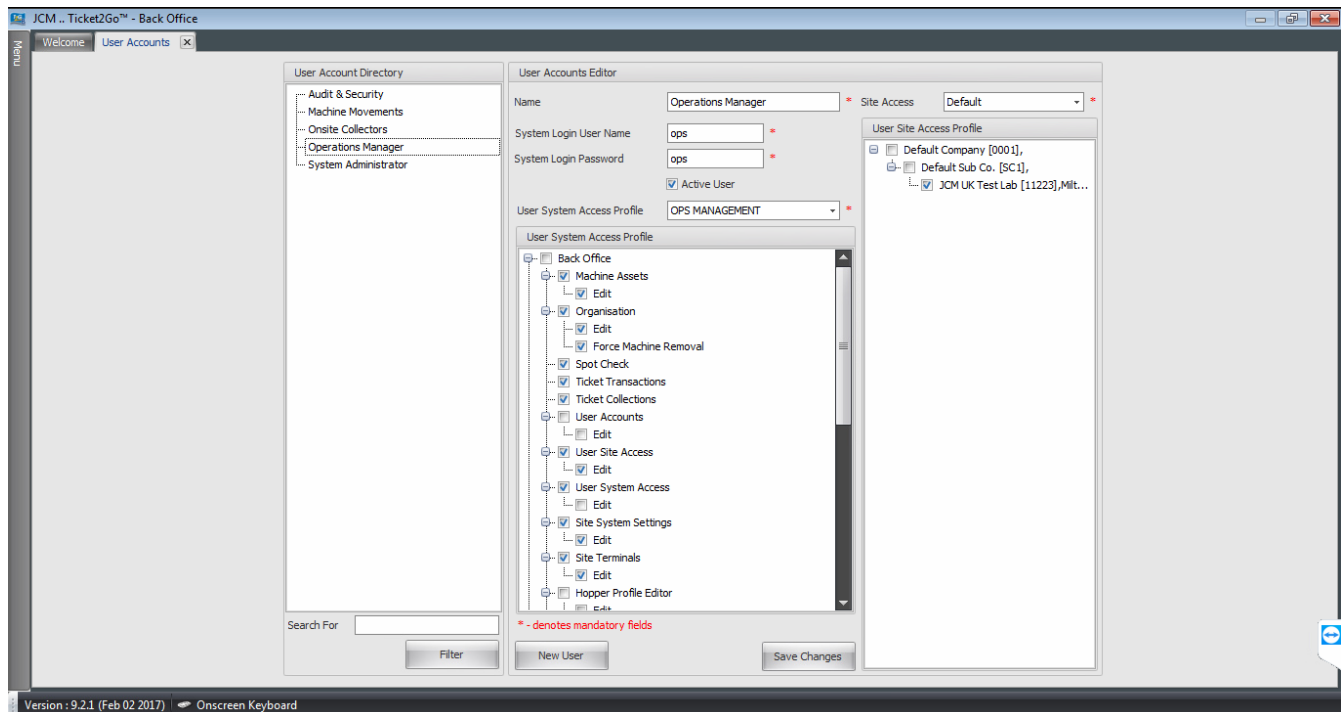 JCM .. Ticket2Go™ - Back Office
Menu
Welcome
User Accounts
User Account Directory
Audit & Security
Machine Movements
Onsite Collectors
Operations Manager
System Administrator
Search For
Filter
User Accounts Editor
Name Operations Manager * Site Access Default *
System Login User Name ops *
System Login Password ops *
Active User
User System Access Profile OPS MANAGEMENT *
User System Access Profile
Back Office
Machine Assets
Edit
Organisation
Edit
Force Machine Removal
Spot Check
Ticket Transactions
Ticket Collections
User Accounts
Edit
User Site Access
Edit
User System Access
Edit
Site System Settings
Edit
Site Terminals
Edit
Hopper Profile Editor
Edit
* - denotes mandatory fields
New User
Save Changes
User Site Access Profile
Default Company [0001],
Default Sub Co. [SC1],
JCM UK Test Lab [11223],Milt...
Version : 9.2.1 (Feb 02 2017)
Onscreen Keyboard